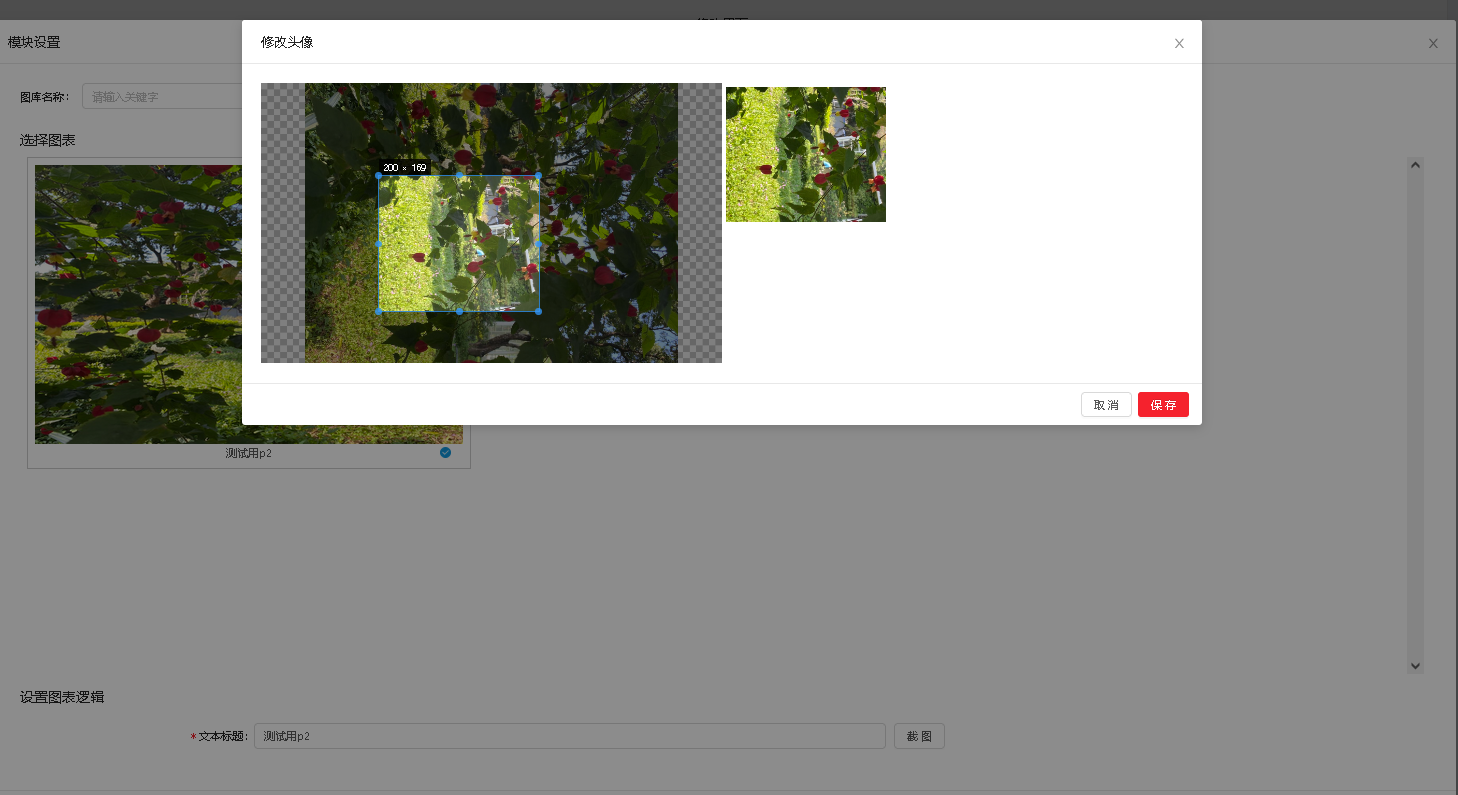 模块设置
修改头像
图库名称：
请输入关键字
选择图表
200 × 169
取 消
保 存
测试用p2
设置图表逻辑
*文本标题：
测试用p2
截 图